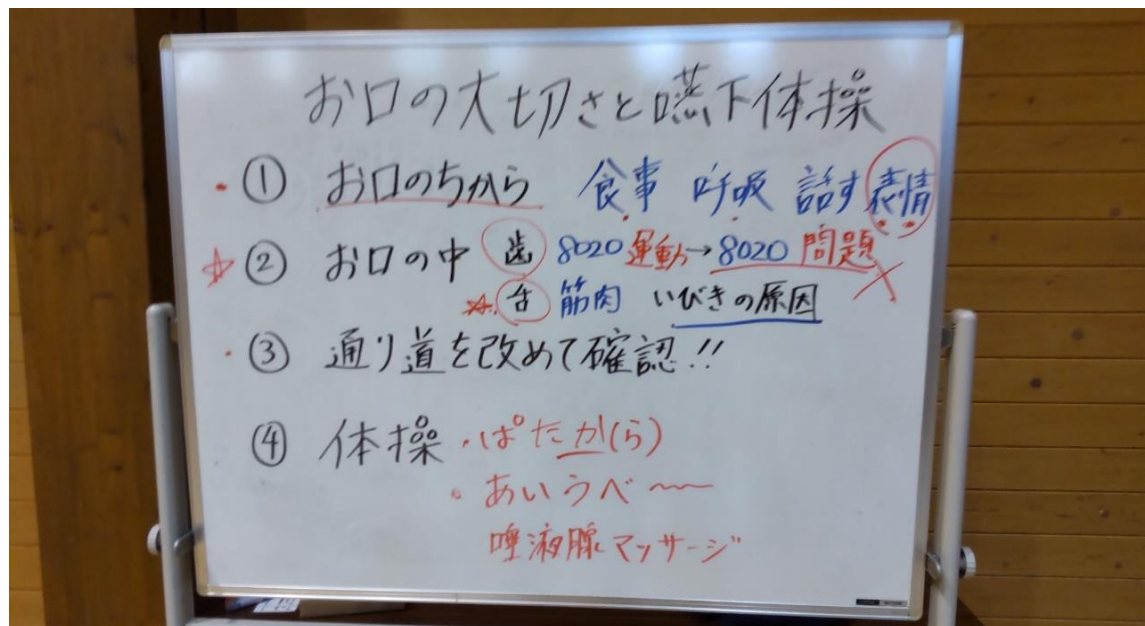 お口の大切さと嚥下体操
・① お口のちから 食事 呼吸 話す 表情
☆② お口の中 歯 8020運動→8020問題
☆舌 筋肉 いびきの原因
・③ 通り道を改めて確認!!
④ 体操・ぱたか(ら)
・あいうべ〜〜
唾液腺マッサージ